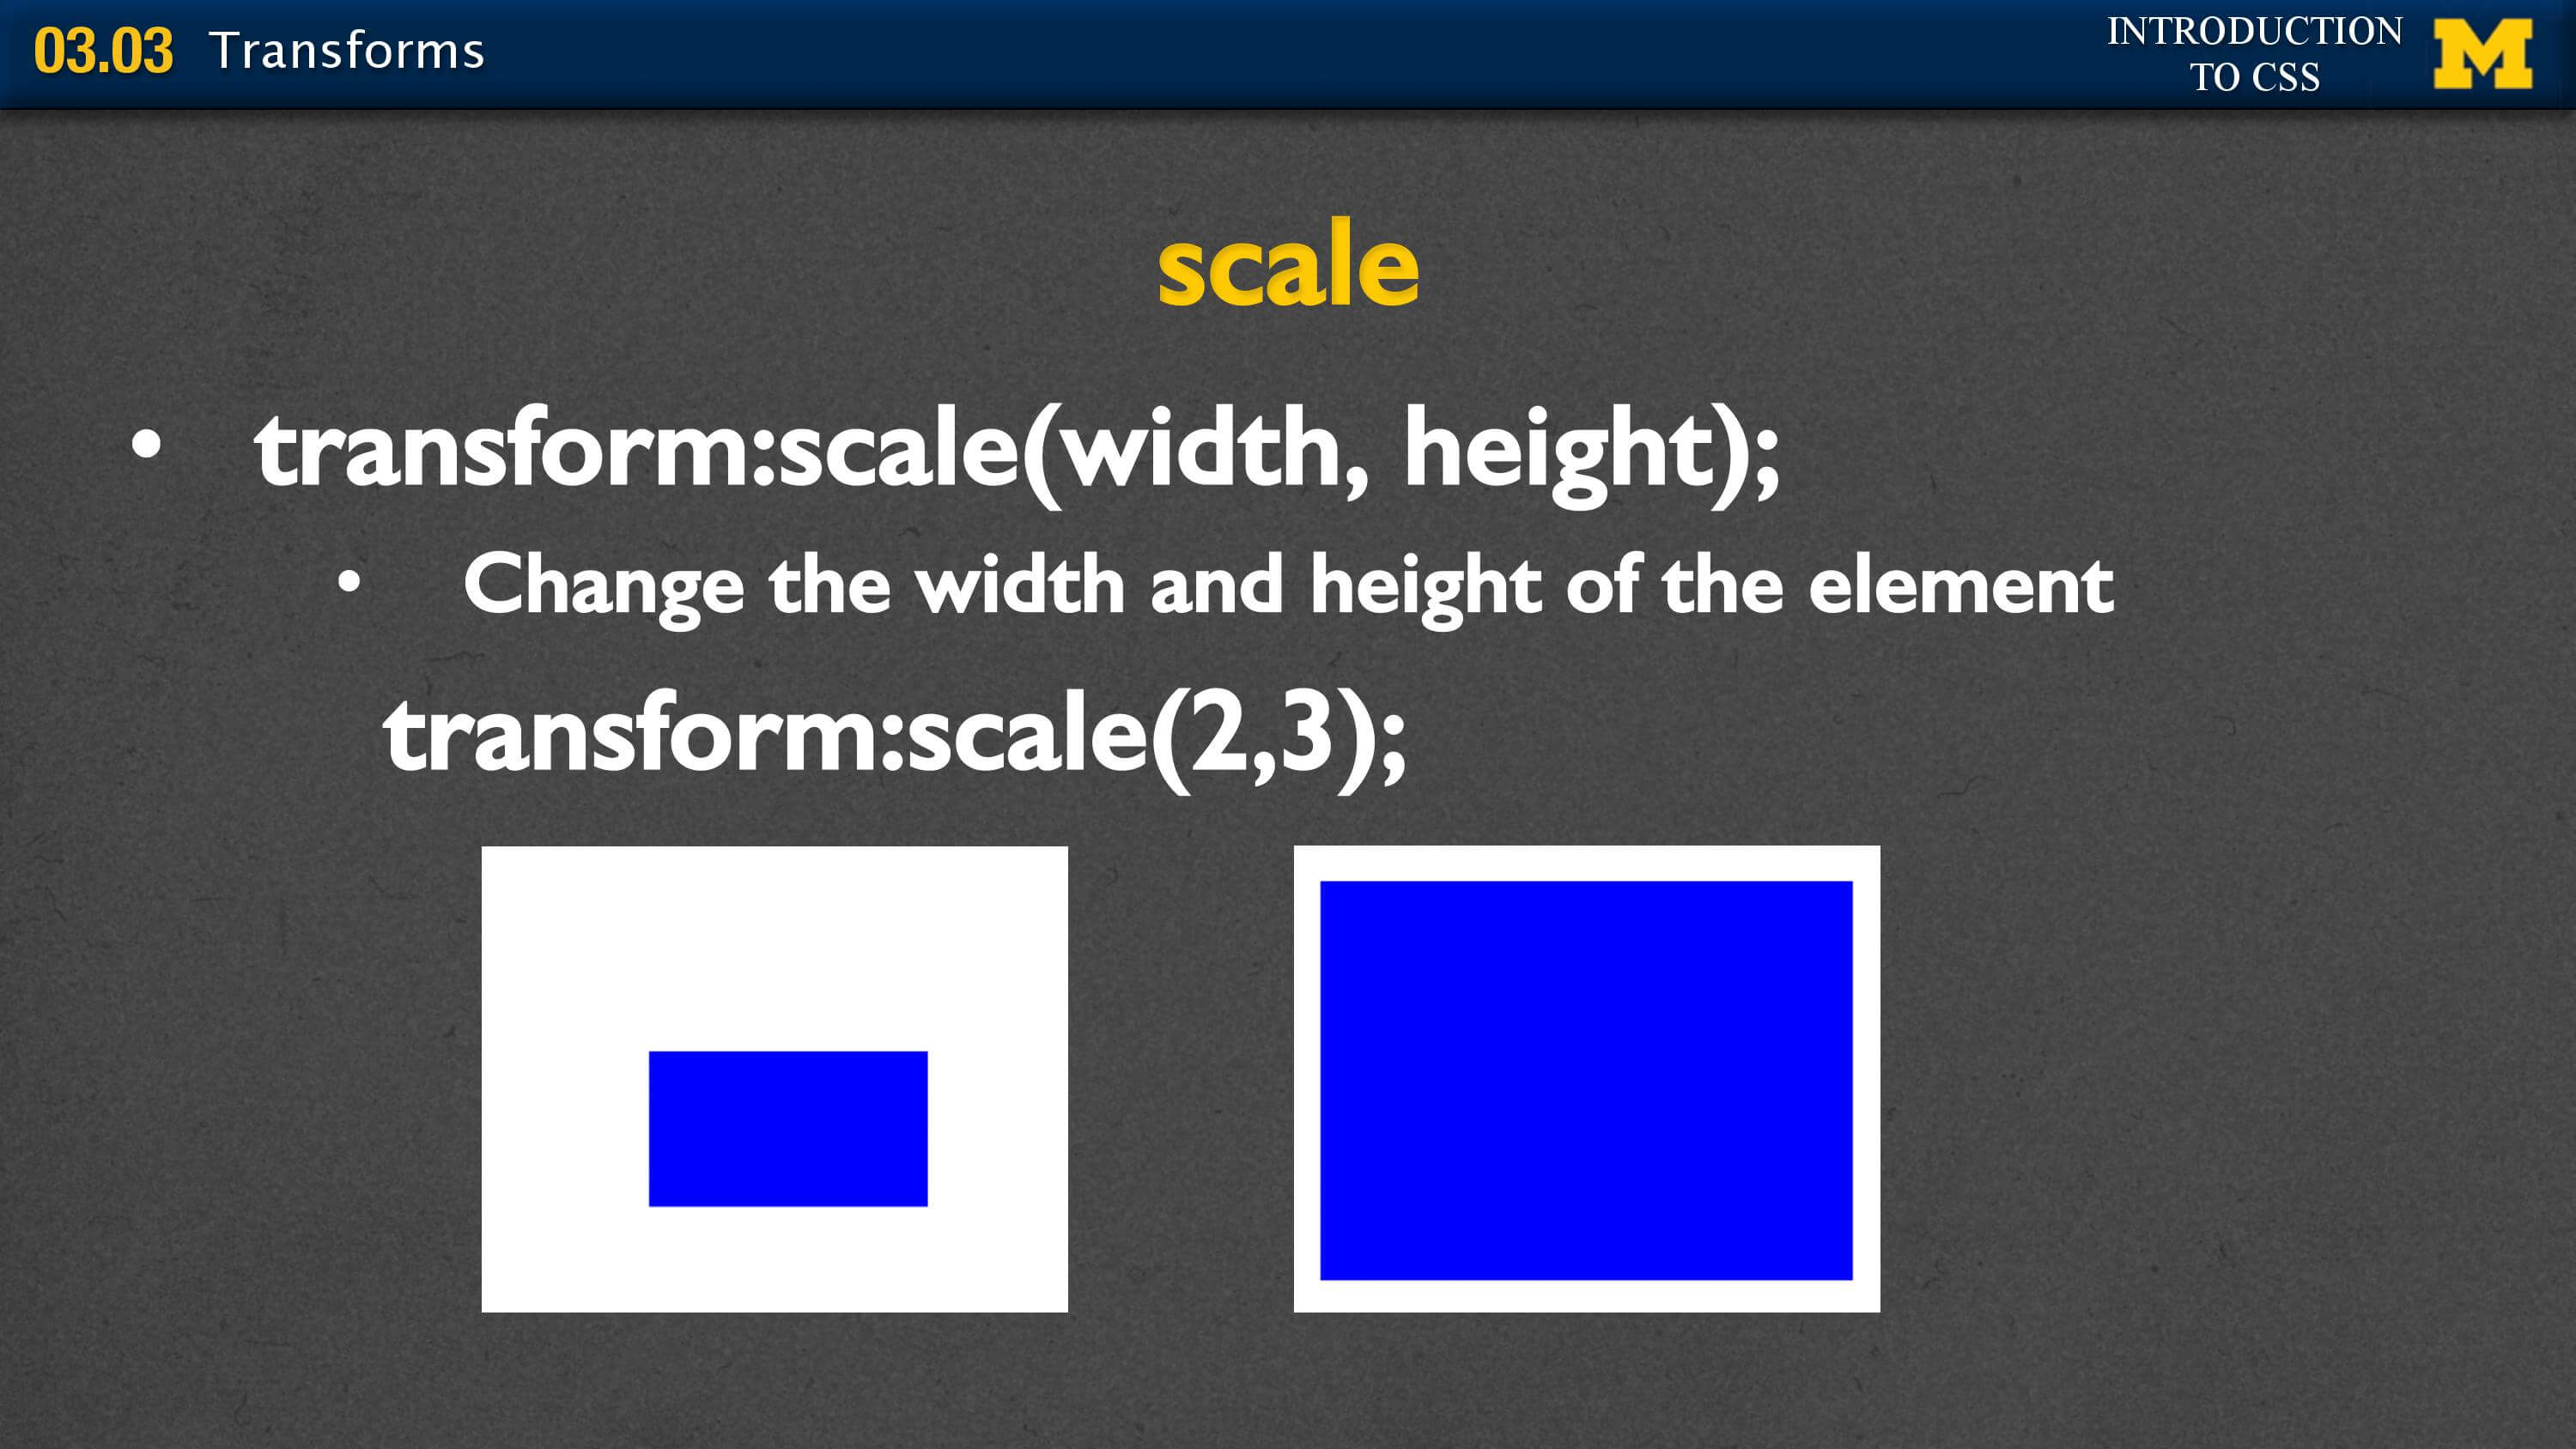 03.03 Transforms
INTRODUCTION
TO CSS
M
scale
• transform:scale(width, height);
• Change the width and height of the element
transform:scale(2,3);